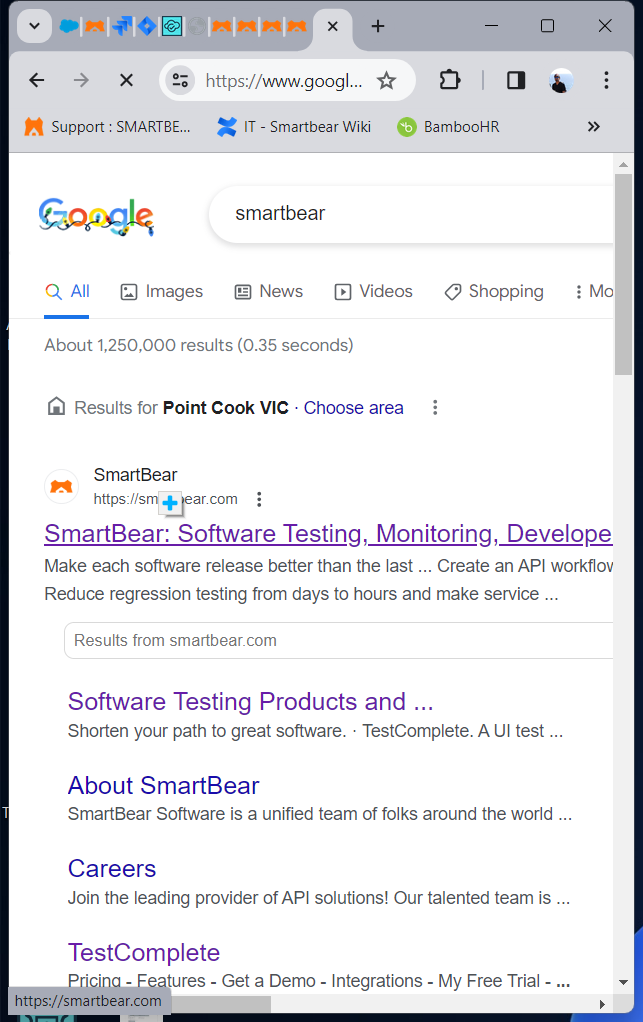 https://www.googl...
Support : SMARTBE...
IT - Smartbear Wiki
BambooHR
Google
smartbear
All
Images
News
Videos
Shopping
Mo
About 1,250,000 results (0.35 seconds)
Results for Point Cook VIC · Choose area
SmartBear
https://sm ear.com
SmartBear: Software Testing, Monitoring, Develope
Make each software release better than the last ... Create an API workflow
Reduce regression testing from days to hours and make service ...
Results from smartbear.com
Software Testing Products and ...
Shorten your path to great software. · TestComplete. A UI test ...
About SmartBear
SmartBear Software is a unified team of folks around the world ...
Careers
Join the leading provider of API solutions! Our talented team is ...
TestComplete
Pricing - Features - Get a Demo - Integrations - My Free Trial - ...
https://smartbear.com